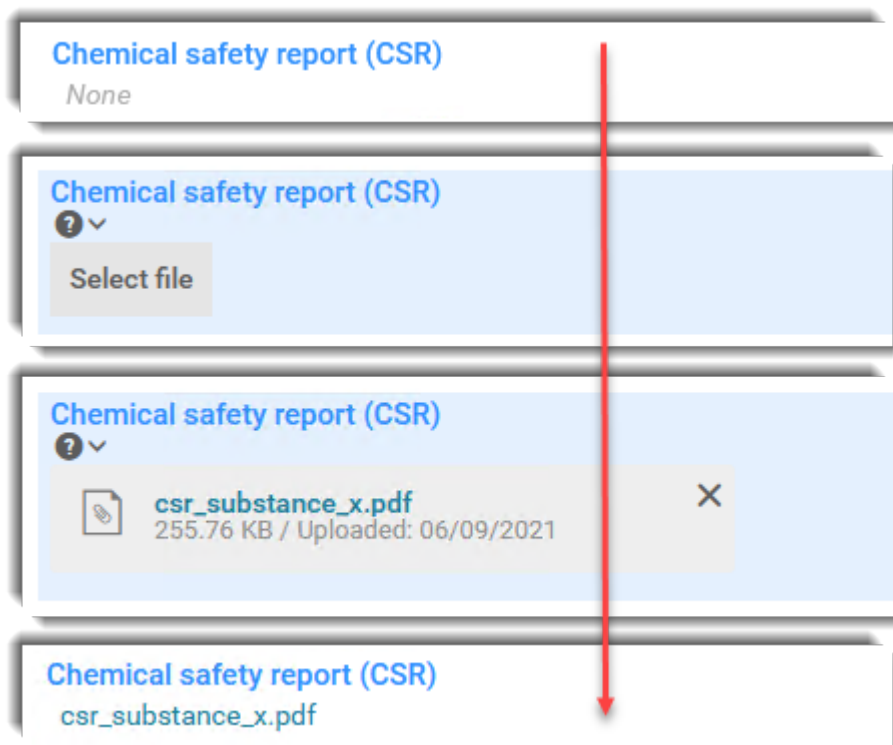 Chemical safety report (CSR)
None
Chemical safety report (CSR)
?
Select file
Chemical safety report (CSR)
?
csr_substance_x.pdf
255.76 KB / Uploaded: 06/09/2021
Chemical safety report (CSR)
csr_substance_x.pdf